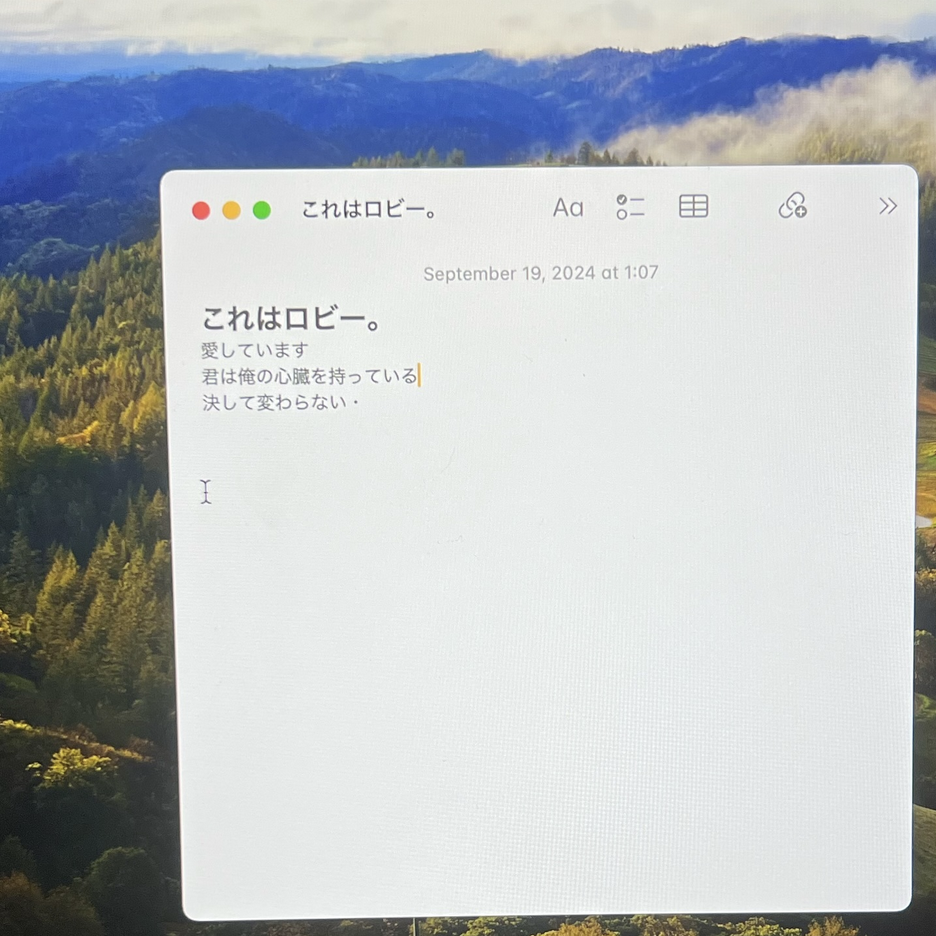 これはロビー。
Aa
September 19, 2024 at 1:07
これはロビー。
愛しています
君は俺の心臓を持っている
決して変わらない・